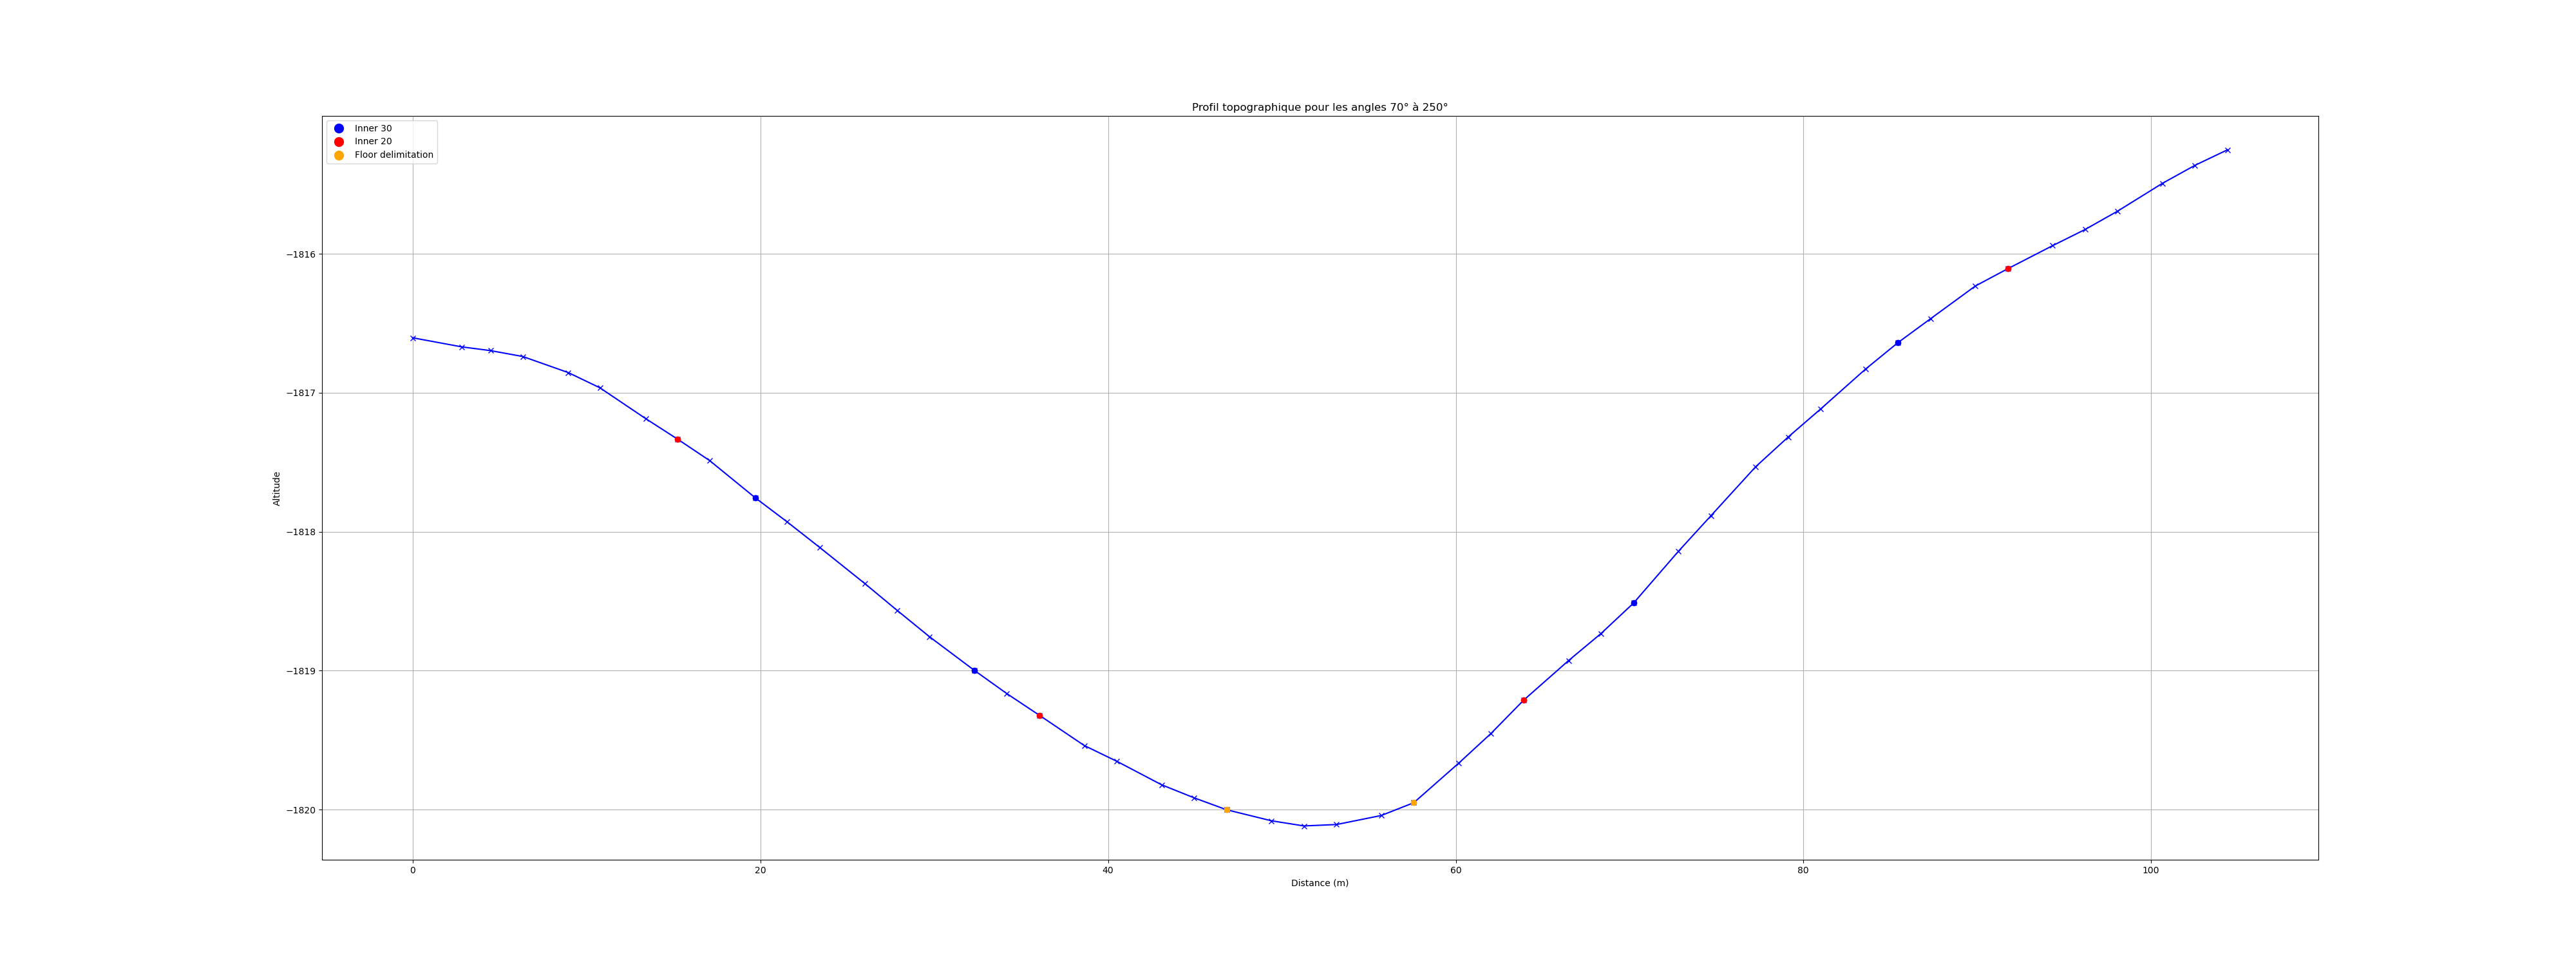 Profil topographique pour les angles 70° à 250°
Inner 30
Inner 20
Floor delimitation
Altitude
−1816
−1817
−1818
−1819
−1820
0 20 40 60 80 100
Distance (m)